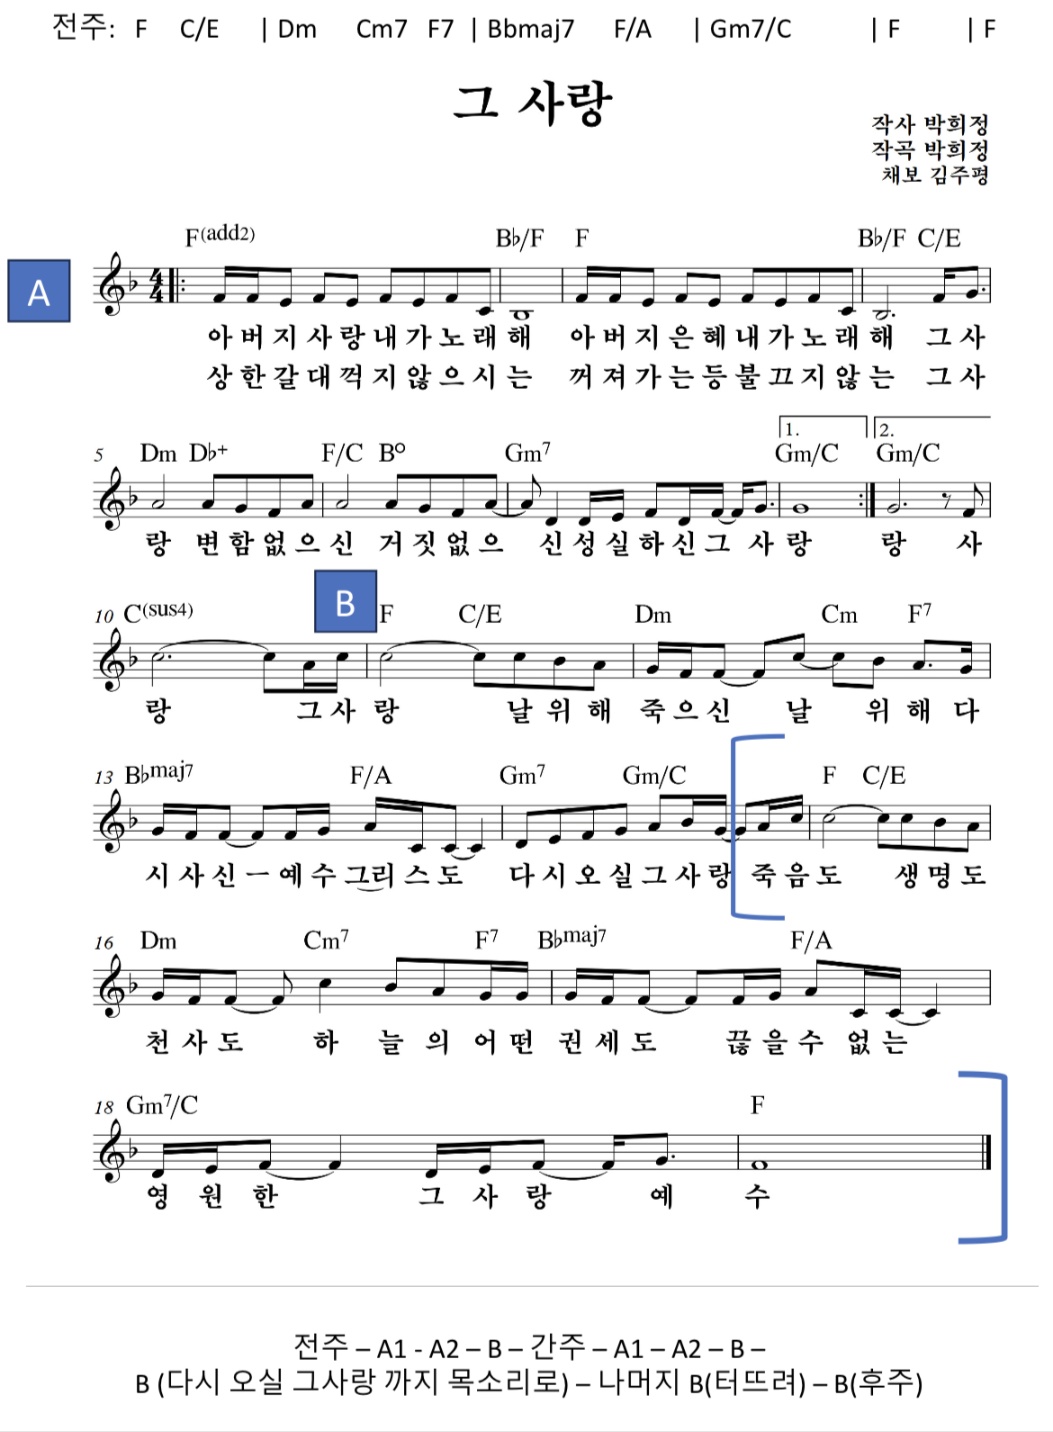 전주: F C/E | Dm Cm7 F7 | Bbmaj7 F/A | Gm7/C | F | F
그 사랑
작사 박희정
작곡 박희정
채보 김주평
F(add2) B♭/F F B♭/F C/E
A
아 버 지 사 랑 내 가 노 래 해 아 버 지 은 혜 내 가 노 래 해 그 사
상 한 갈 대 꺽 지 않 으 시 는 꺼 져 가 는 등 불 끄 지 않 는 그 사
1. 2.
5 Dm D♭+ F/C B° Gm7 Gm/C Gm/C
랑 변 함 없 으 신 거 짓 없 으 신 성 실 하 신 그 사 랑 랑 사
B
10 C(sus4) F C/E Dm Cm F7
랑 그 사 랑 날 위 해 죽 으 신 날 위 해 다
13 B♭maj7 F/A Gm7 Gm/C F C/E
시 사 신 ㅡ 예 수 그리 스 도 다 시 오 실 그 사 랑 죽 음 도 생 명 도
16 Dm Cm7 F7 B♭maj7 F/A
천 사 도 하 늘 의 어 떤 권 세 도 끊 을 수 없 는
18 Gm7/C F
영 원 한 그 사 랑 예 수
전주 – A1 - A2 – B – 간주 – A1 – A2 – B –
B (다시 오실 그사랑 까지 목소리로) – 나머지 B(터뜨려) – B(후주)